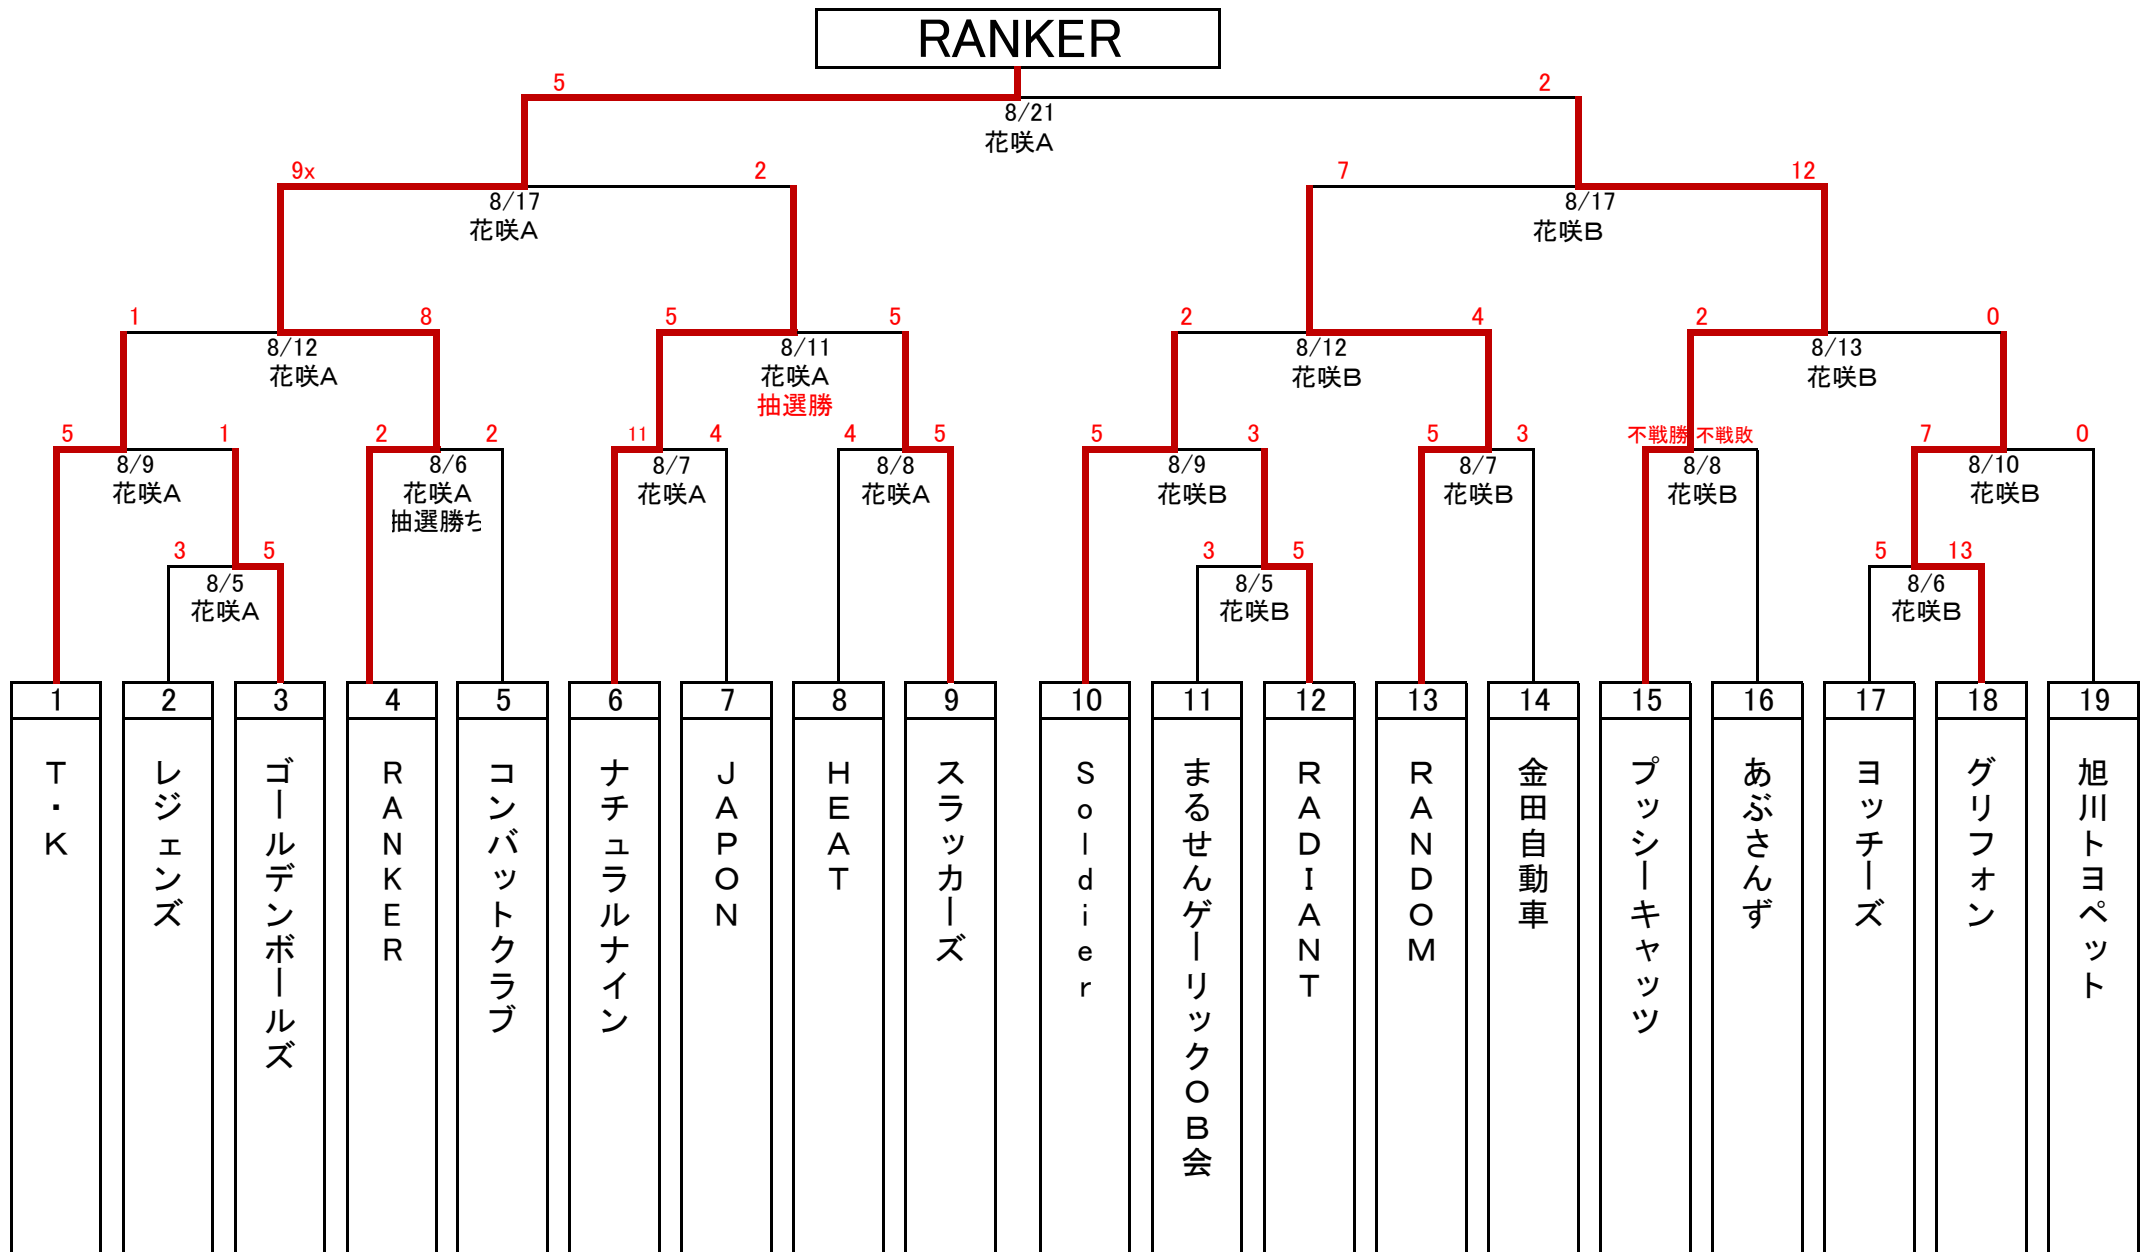 RANKER
5 2
8/21
花咲A
9x 2 7 12
8/17 8/17
花咲A 花咲B
1 8 5 5 2 4 2 0
8/12 8/11 8/12 8/13
花咲A 花咲A 花咲B 花咲B
抽選勝
5 1 2 2 11 4 4 5 5 3 5 3 不戦勝 不戦敗 7 0
8/9 8/6 8/7 8/8 8/9 8/7 8/8 8/10
花咲A 花咲A 花咲A 花咲A 花咲B 花咲B 花咲B 花咲B
抽選勝ち
3 5 3 5 5 13
8/5 8/5 8/6
花咲A 花咲B 花咲B
1 2 3 4 5 6 7 8 9 10 11 12 13 14 15 16 17 18 19
T・K
レジェンズ
ゴールデンボールズ
RANKER
コンバットクラブ
ナチュラルナイン
JAPON
HEAT
スラッカーズ
Soldier
まるせんゲーリックOB会
RADIANT
RANDOM
金田自動車
プッシーキャッツ
あぶさんず
ヨッチーズ
グリフォン
旭川トヨペット